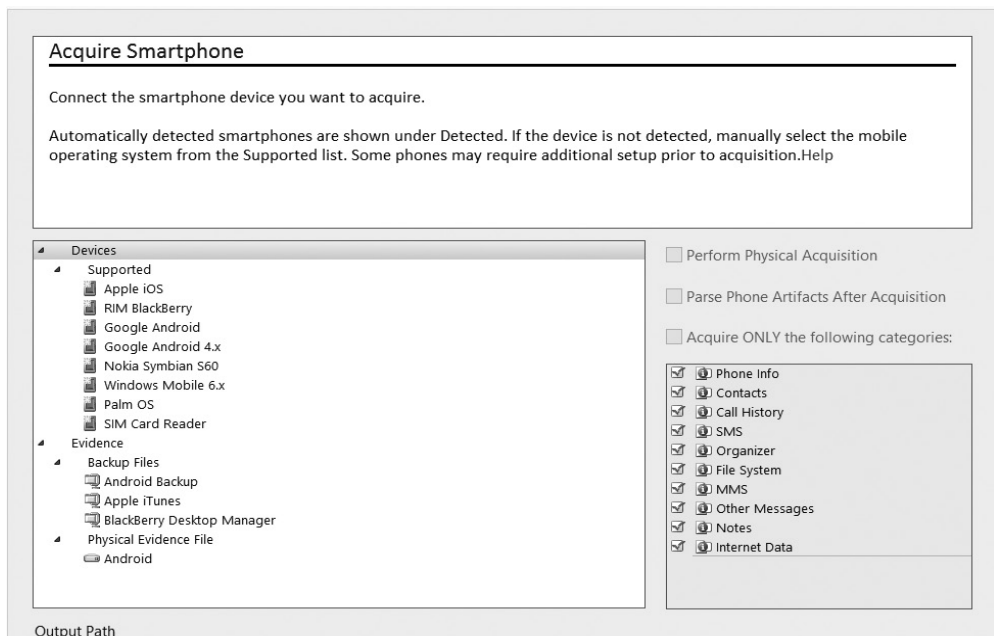 Acquire Smartphone
Connect the smartphone device you want to acquire.
Automatically detected smartphones are shown under Detected. If the device is not detected, manually select the mobile
operating system from the Supported list. Some phones may require additional setup prior to acquisition.Help
Devices
Supported
Apple iOS
RIM BlackBerry
Google Android
Google Android 4.x
Nokia Symbian S60
Windows Mobile 6.x
Palm OS
SIM Card Reader
Evidence
Backup Files
Android Backup
Apple iTunes
BlackBerry Desktop Manager
Physical Evidence File
Android
Perform Physical Acquisition
Parse Phone Artifacts After Acquisition
Acquire ONLY the following categories:
Phone Info
Contacts
Call History
SMS
Organizer
File System
MMS
Other Messages
Notes
Internet Data
Output Path